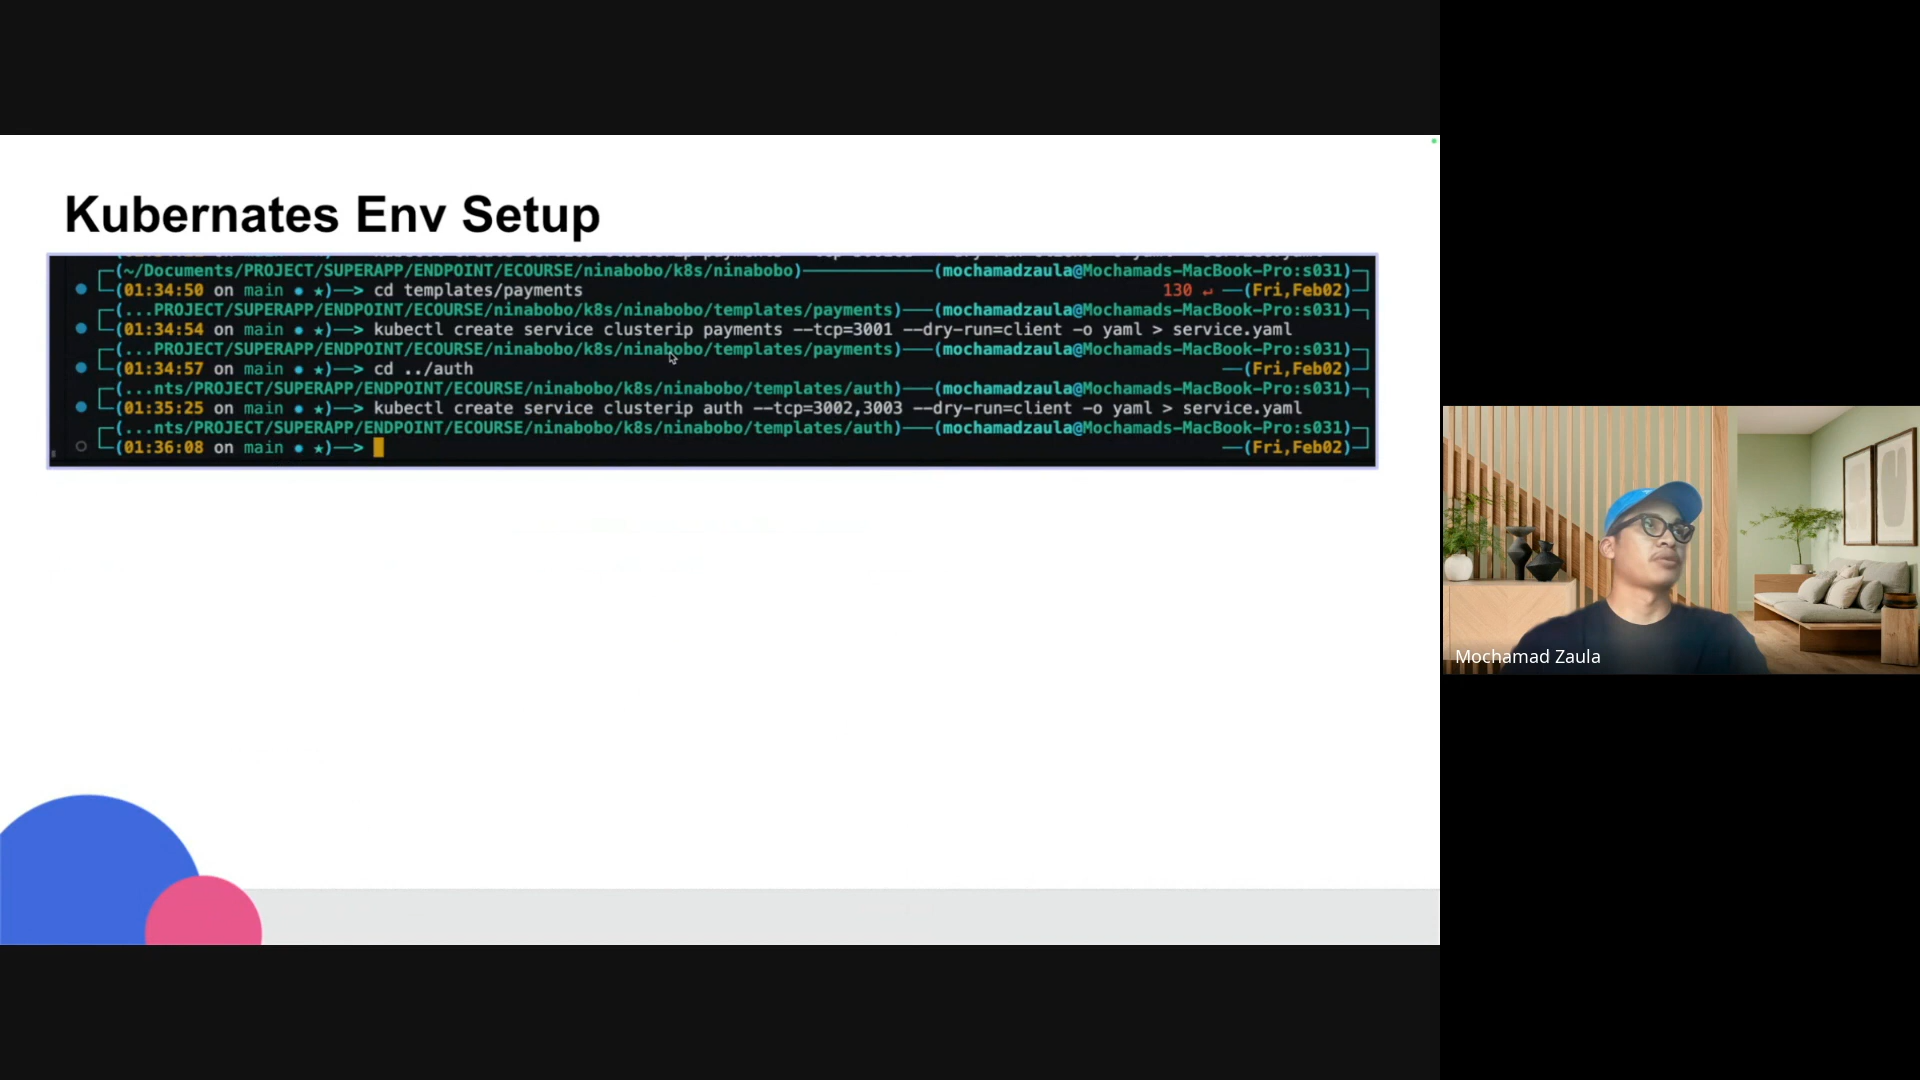 Kubernates Env Setup
(~/Documents/PROJECT/SUPERAPP/ENDPOINT/ECOURSE/ninabobo/k8s/ninabobo) (mochamadzaula@Mochamads-MacBook-Pro:s031)
(01:34:50 on main ● ★)—> cd templates/payments 130 ↵ —(Fri,Feb02)
(...PROJECT/SUPERAPP/ENDPOINT/ECOURSE/ninabobo/k8s/ninabobo/templates/payments)——(mochamadzaula@Mochamads-MacBook-Pro:s031)
(01:34:54 on main ● ★)—> kubectl create service clusterip payments --tcp=3001 --dry-run=client -o yaml > service.yaml
(...PROJECT/SUPERAPP/ENDPOINT/ECOURSE/ninabobo/k8s/ninabobo/templates/payments)——(mochamadzaula@Mochamads-MacBook-Pro:s031)
(01:34:57 on main ● ★)—> cd ../auth —(Fri,Feb02)
(...nts/PROJECT/SUPERAPP/ENDPOINT/ECOURSE/ninabobo/k8s/ninabobo/templates/auth)——(mochamadzaula@Mochamads-MacBook-Pro:s031)
(01:35:25 on main ● ★)—> kubectl create service clusterip auth --tcp=3002,3003 --dry-run=client -o yaml > service.yaml
(...nts/PROJECT/SUPERAPP/ENDPOINT/ECOURSE/ninabobo/k8s/ninabobo/templates/auth)——(mochamadzaula@Mochamads-MacBook-Pro:s031)
(01:36:08 on main ● ★)—> —(Fri,Feb02)
Mochamad Zaula